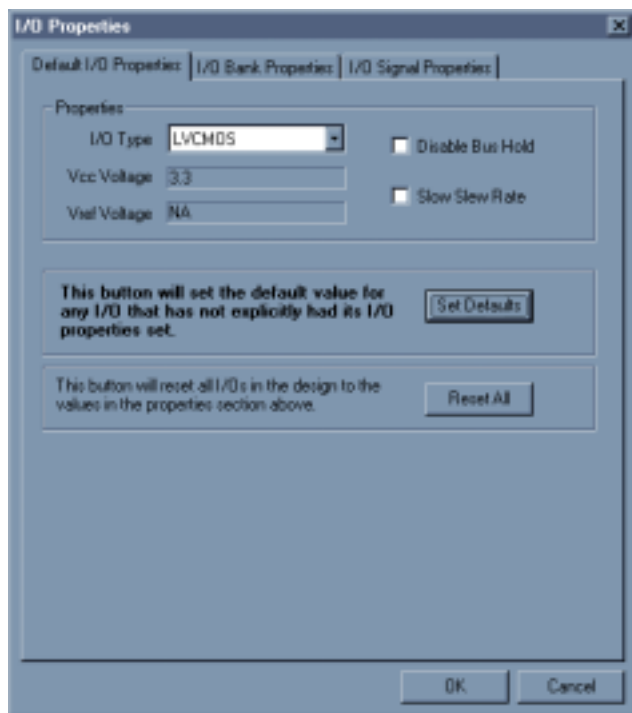 I/O Properties
Default I/O Properties
I/O Bank Properties
I/O Signal Properties
Properties
I/O Type LVCMOS
Disable Bus Hold
Vcc Voltage 3.3
Slow Slew Rate
Vref Voltage NA
This button will set the default value for
any I/O that has not explicitly had its I/O
properties set.
Set Defaults
This button will reset all I/Os in the design to the
values in the properties section above.
Reset All
OK
Cancel